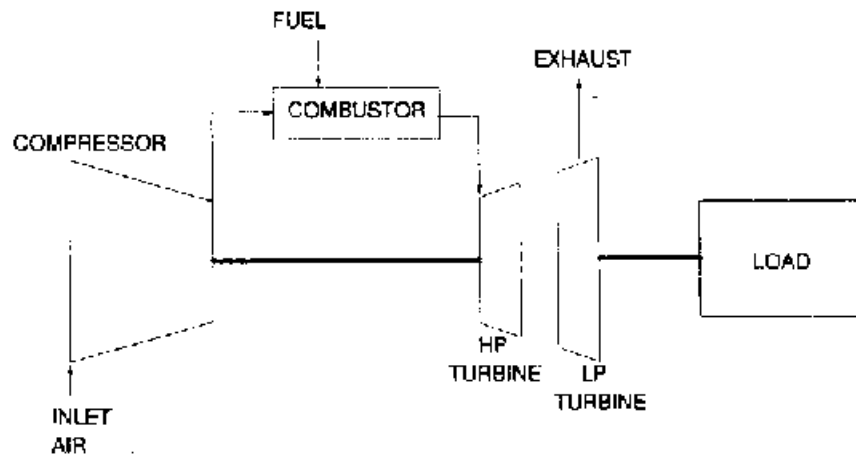 FUEL
EXHAUST
COMBUSTOR
COMPRESSOR
LOAD
HP
TURBINE
LP
TURBINE
INLET
AIR